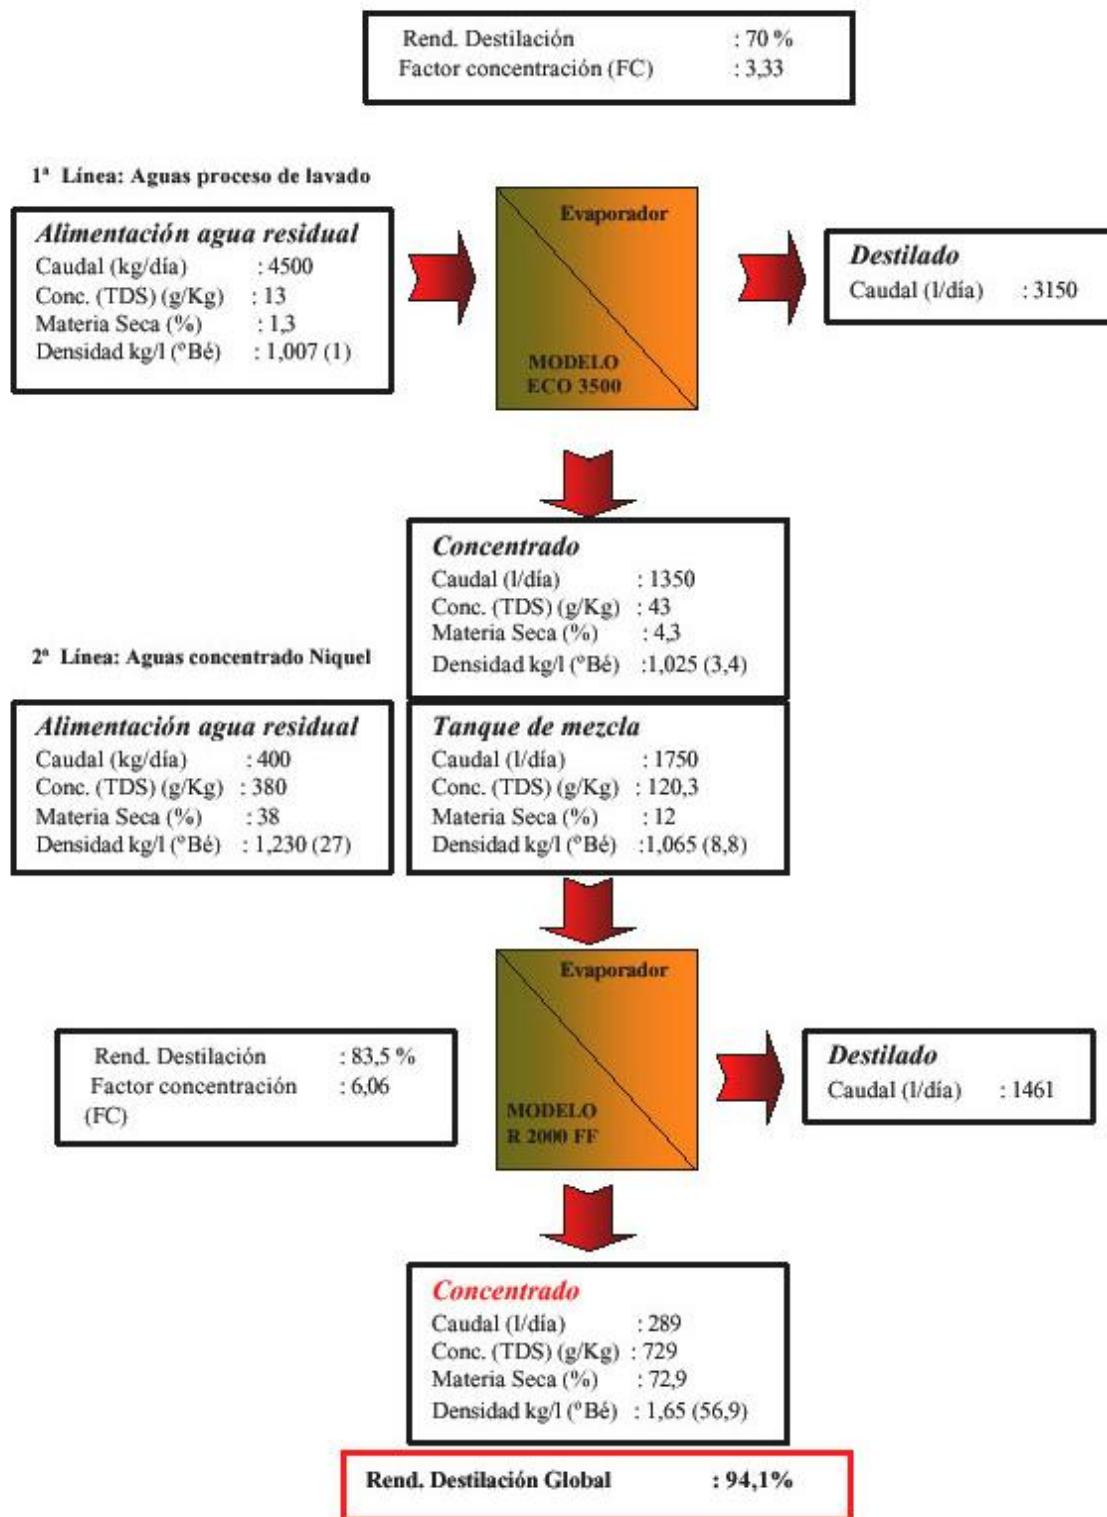 Rend. Destilación : 70 %
Factor concentración (FC) : 3,33
1ª Línea: Aguas proceso de lavado
Alimentación agua residual
Caudal (kg/día) : 4500
Conc. (TDS) (g/Kg) : 13
Materia Seca (%) : 1,3
Densidad kg/l (ºBé) : 1,007 (1)
Evaporador
MODELO
ECO 3500
Destilado
Caudal (l/día) : 3150
Concentrado
Caudal (l/día) : 1350
Conc. (TDS) (g/Kg) : 43
Materia Seca (%) : 4,3
Densidad kg/l (ºBé) :1,025 (3,4)
2ª Línea: Aguas concentrado Niquel
Alimentación agua residual
Caudal (kg/día) : 400
Conc. (TDS) (g/Kg) : 380
Materia Seca (%) : 38
Densidad kg/l (ºBé) : 1,230 (27)
Tanque de mezcla
Caudal (l/día) : 1750
Conc. (TDS) (g/Kg) : 120,3
Materia Seca (%) : 12
Densidad kg/l (ºBé) :1,065 (8,8)
Rend. Destilación : 83,5 %
Factor concentración : 6,06
(FC)
Evaporador
MODELO
R 2000 FF
Destilado
Caudal (l/día) : 1461
Concentrado
Caudal (l/día) : 289
Conc. (TDS) (g/Kg) : 729
Materia Seca (%) : 72,9
Densidad kg/l (ºBé) : 1,65 (56,9)
Rend. Destilación Global : 94,1%